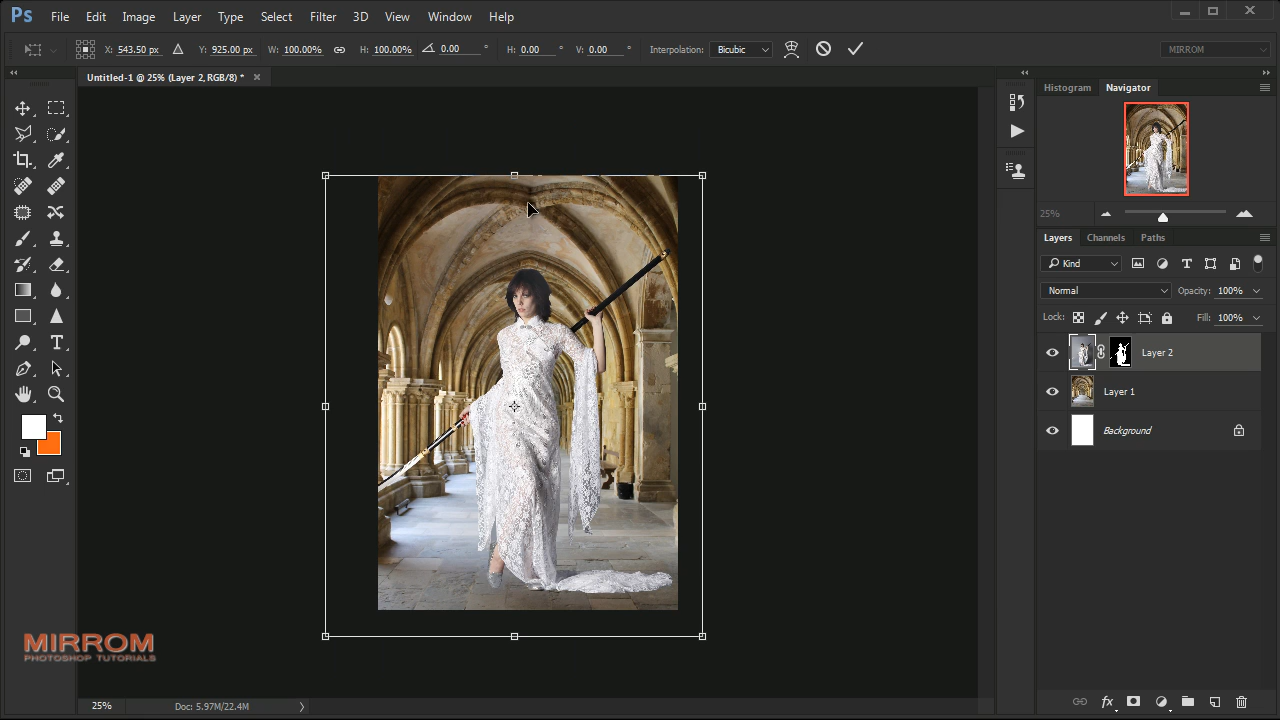 Ps File Edit Image Layer Type Select Filter 3D View Window Help
X: 543.50 px Y: 925.00 px W: 100.00% H: 100.00% 0.00 ° H: 0.00 ° V: 0.00 ° Interpolation: Bicubic MIRROM
Untitled-1 @ 25% (Layer 2, RGB/8) *
Histogram Navigator
25%
Layers Channels Paths
Kind
Normal Opacity: 100%
Lock: Fill: 100%
Layer 2
Layer 1
Background
MIRROM
PHOTOSHOP TUTORIALS
25% Doc: 5.97M/22.4M
fx